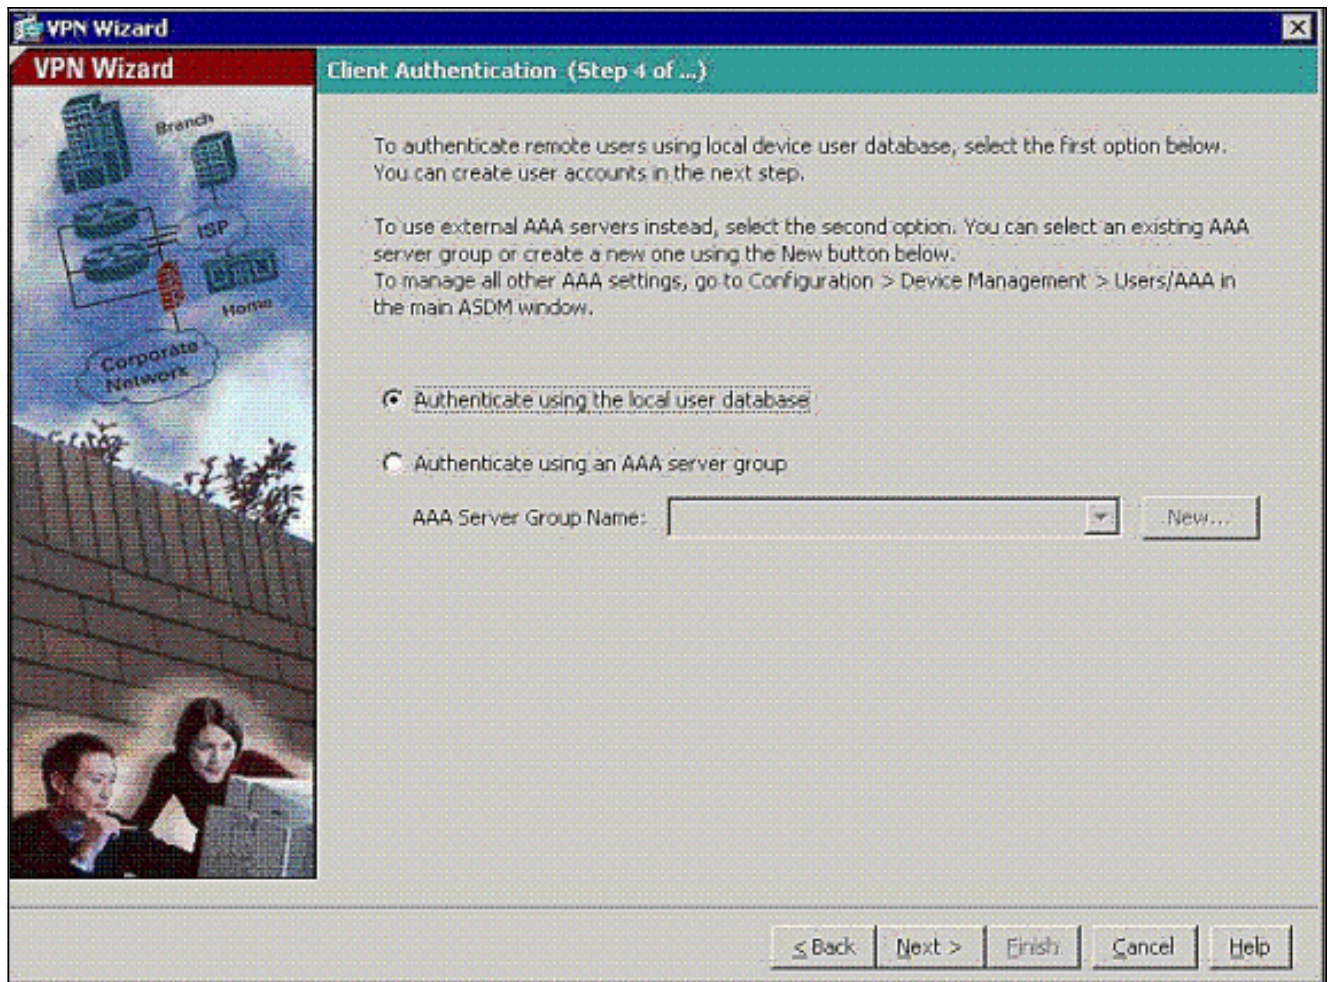 VPN Wizard
VPN Wizard
Client Authentication (Step 4 of ...)
Branch
ISP
Home
Corporate
Network
To authenticate remote users using local device user database, select the first option below.
You can create user accounts in the next step.
To use external AAA servers instead, select the second option. You can select an existing AAA
server group or create a new one using the New button below.
To manage all other AAA settings, go to Configuration > Device Management > Users/AAA in
the main ASDM window.
Authenticate using the local user database
Authenticate using an AAA server group
AAA Server Group Name:
New...
< Back
Next >
Finish
Cancel
Help